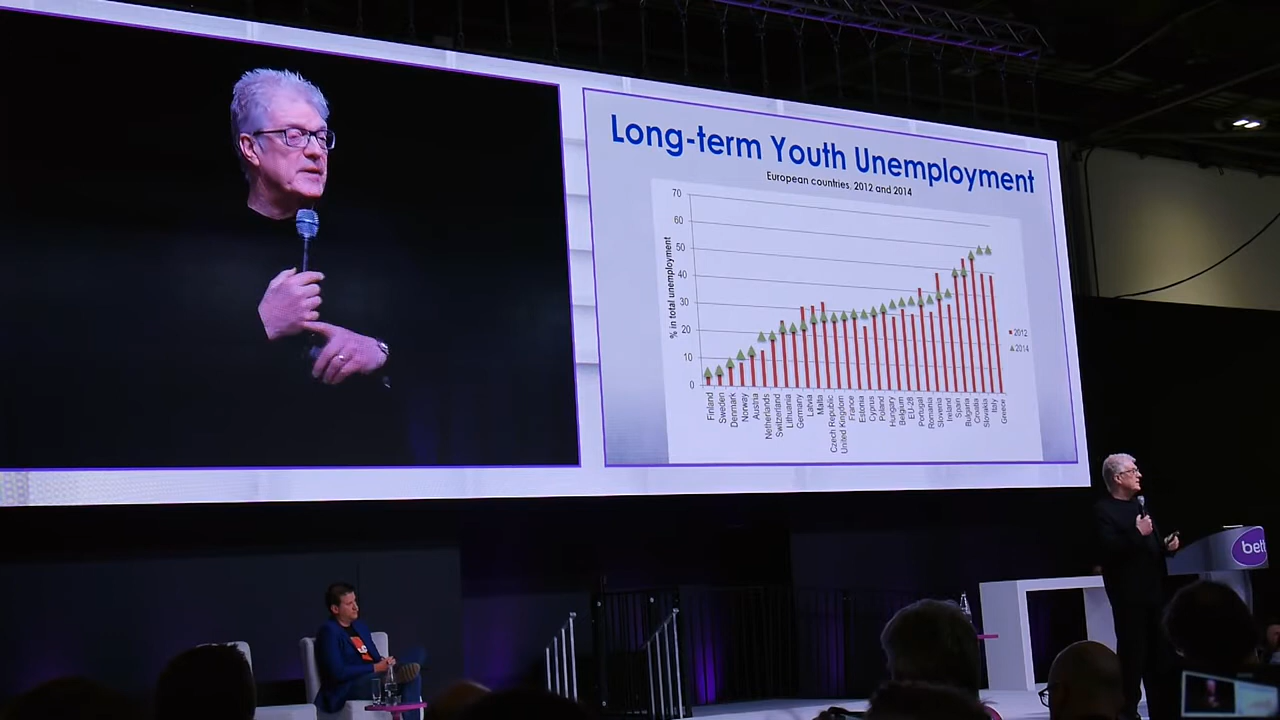 Long-term Youth Unemployment
European countries, 2012 and 2014
% in total unemployment
70
60
50
40
30
20
10
0
2012
2014
Finland
Sweden
Denmark
Norway
Austria
Netherlands
Switzerland
Lithuania
Germany
Latvia
Malta
Czech Republic
United Kingdom
France
Estonia
Cyprus
Poland
Hungary
Belgium
EU-28
Portugal
Romania
Slovenia
Ireland
Spain
Bulgaria
Croatia
Slovakia
Italy
Greece
bett